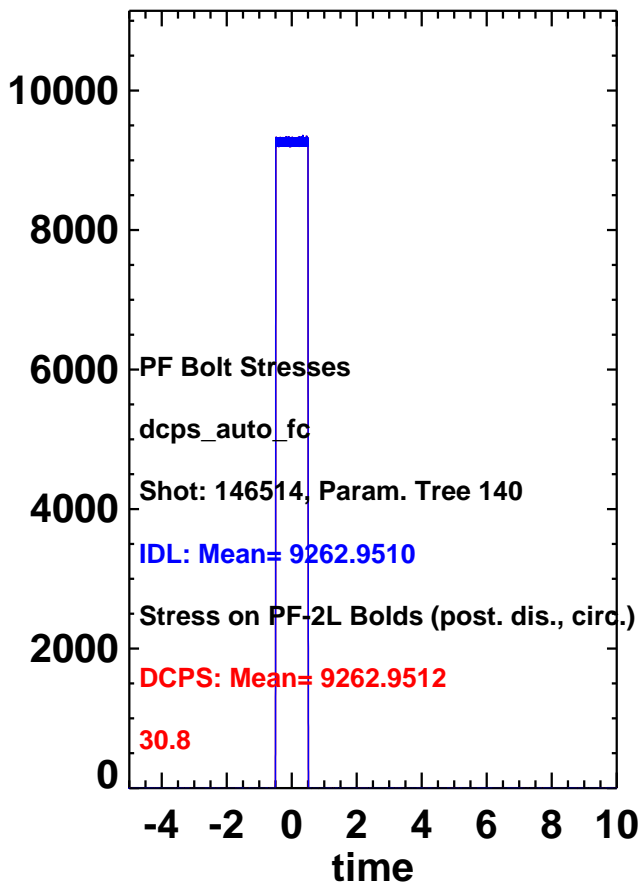 10000
8000
6000
PF Bolt Stresses
dcps_auto_fc
Shot: 146514, Param. Tree 140
4000
IDL: Mean= 9262.9510
Stress on PF-2L Bolds (post. dis., circ.)
2000
DCPS: Mean= 9262.9512
30.8
0
-4 -2 0 2 4 6 8 10
time